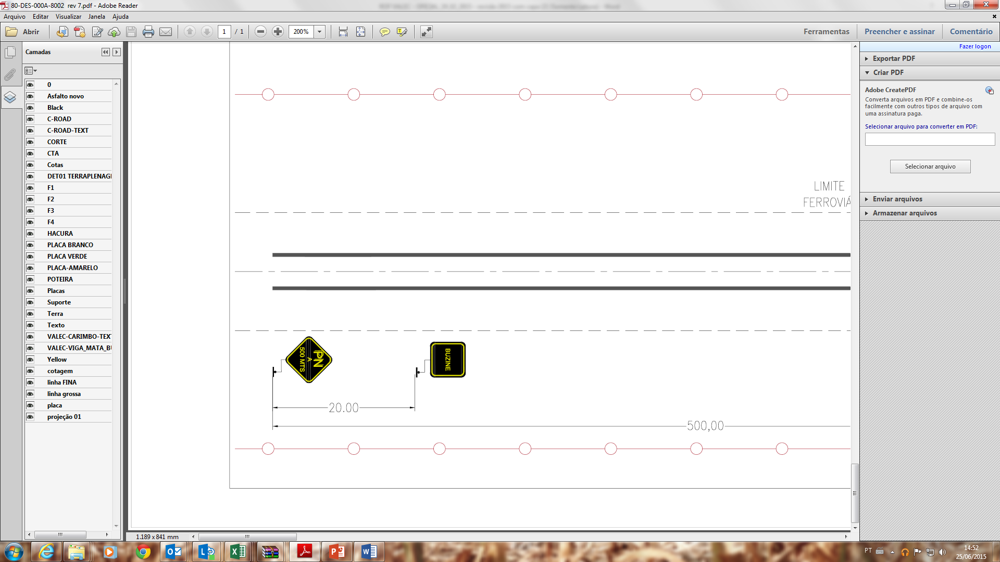 80-DES-000A-8002 rev 7.pdf - Adobe Reader
Arquivo Editar Visualizar Janela Ajuda
Abrir 1 / 1 200% Ferramentas Preencher e assinar Comentário
Camadas
0
Asfalto novo
Black
C-ROAD
C-ROAD-TEXT
CORTE
CTA
Cotas
DET01 TERRAPLENAG
F1
F2
F3
F4
HACURA
PLACA BRANCO
PLACA VERDE
PLACA-AMARELO
POTEIRA
Placas
Suporte
Terra
Texto
VALEC-CARIMBO-TEX
VALEC-VIGA_MATA_B
Yellow
cotagem
linha FINA
linha grossa
placa
projeção 01
LIMITE
FERROVIÁ
PN
A
500 MTS
BUZINE
20.00
500,00
1.189 x 841 mm
Fazer logon
Exportar PDF
Criar PDF
Adobe CreatePDF
Converta arquivos em PDF e combine-os
facilmente com outros tipos de arquivo com
uma assinatura paga.
Selecionar arquivo para converter em PDF:
Selecionar arquivo
Enviar arquivos
Armazenar arquivos
PT
14:52
25/06/2015